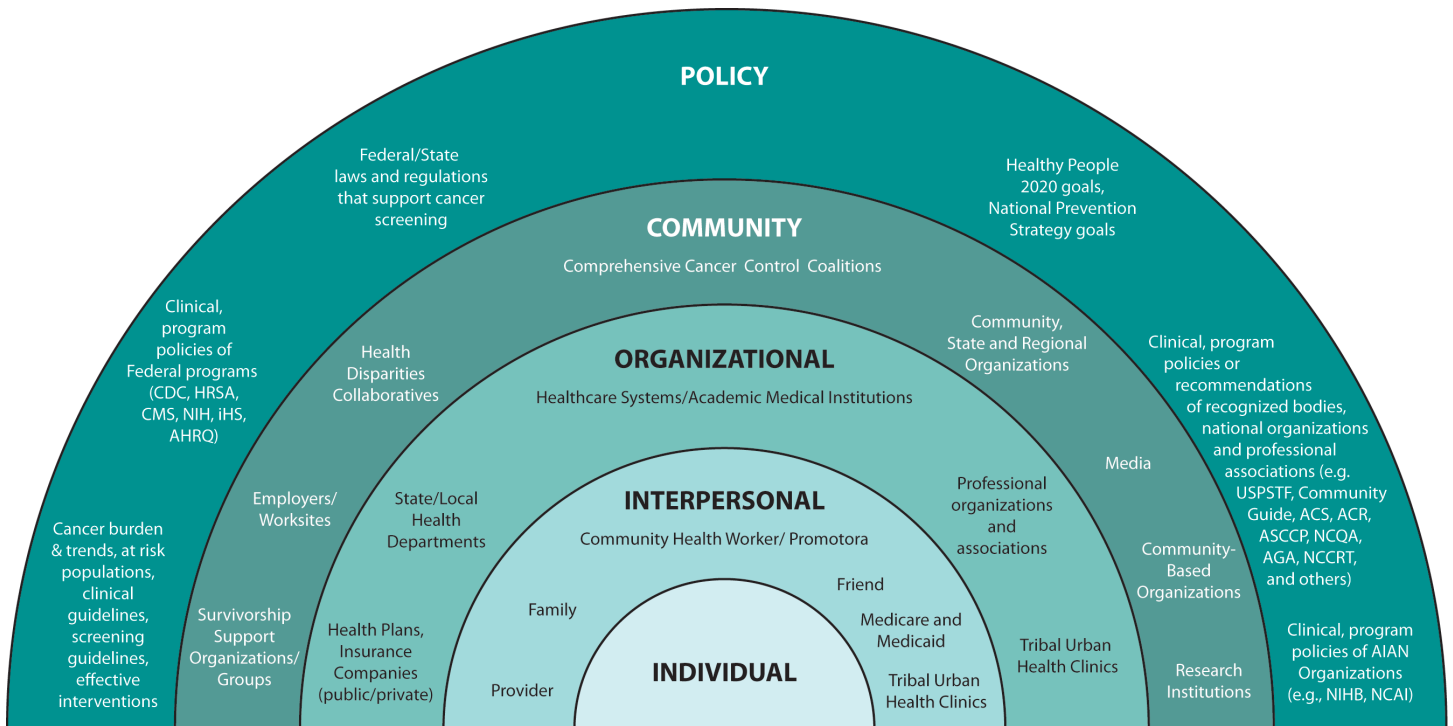 POLICY
Federal/State
laws and regulations
that support cancer
screening
Healthy People
2020 goals,
National Prevention
Strategy goals
Clinical,
program
policies of
Federal programs
(CDC, HRSA,
CMS, NIH, iHS,
AHRQ)
Clinical, program
policies or
recommendations
of recognized bodies,
national organizations
and professional
associations (e.g.
USPSTF, Community
Guide, ACS, ACR,
ASCCP, NCQA,
AGA, NCCRT,
and others)
Cancer burden
& trends, at risk
populations,
clinical
guidelines,
screening
guidelines,
effective
interventions
Clinical, program
policies of AIAN
Organizations
(e.g., NIHB, NCAI)
COMMUNITY
Comprehensive Cancer Control Coalitions
Health
Disparities
Collaboratives
Community,
State and Regional
Organizations
Employers/
Worksites
Media
Survivorship
Support
Organizations/
Groups
Community-
Based
Organizations
Research
Institutions
ORGANIZATIONAL
Healthcare Systems/Academic Medical Institutions
State/Local
Health
Departments
Professional
organizations
and
associations
Health Plans,
Insurance
Companies
(public/private)
Tribal Urban
Health Clinics
INTERPERSONAL
Community Health Worker/ Promotora
Family
Friend
Provider
Medicare and
Medicaid
Tribal Urban
Health Clinics
INDIVIDUAL